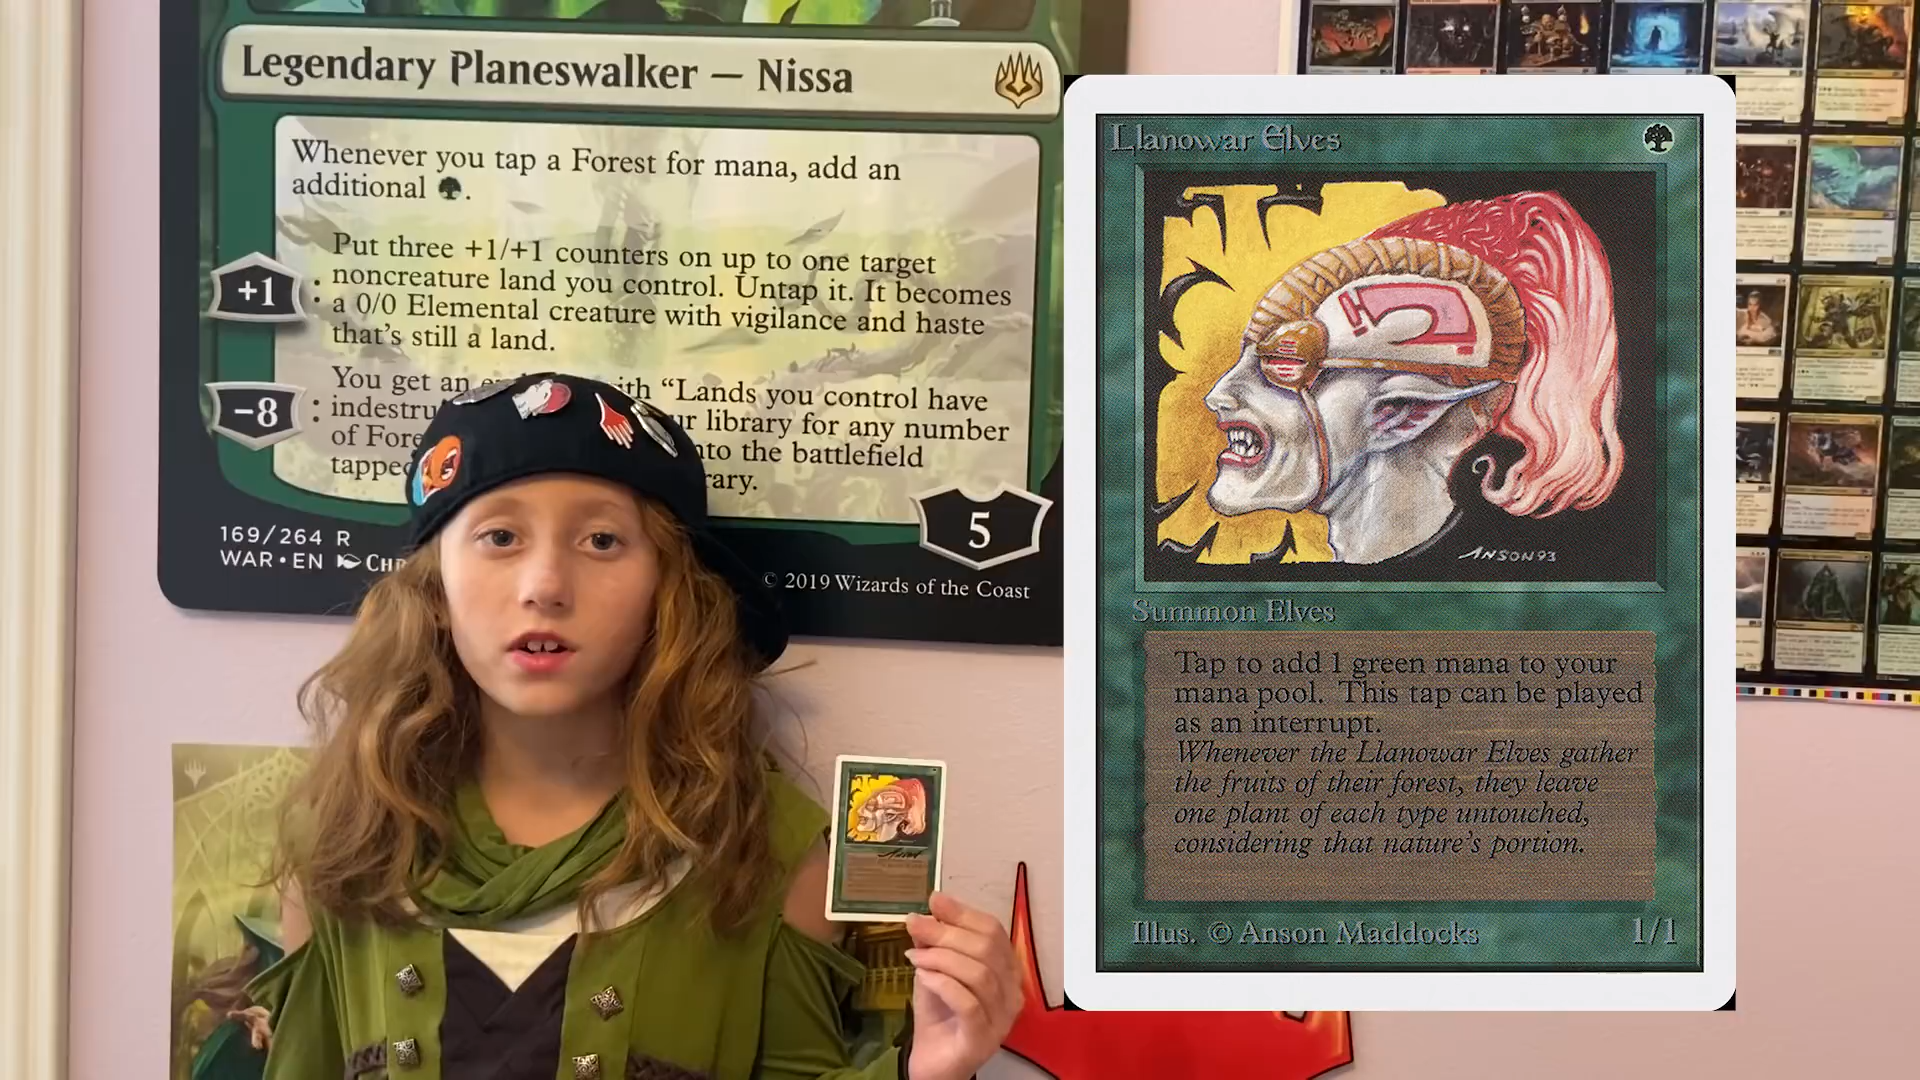 Legendary Planeswalker — Nissa
Whenever you tap a Forest for mana, add an
additional
+1
Put three +1/+1 counters on up to one target
: noncreature land you control. Untap it. It becomes
a 0/0 Elemental creature with vigilance and haste
that's still a land.
−8
You get an "Lands you control have
: indestru ur library for any number
of Fore nto the battlefield
tapped rary.
5
169/264 R
WAR • EN CHR
© 2019 Wizards of the Coast
Llanowar Elves
ANSON93
Summon Elves
Tap to add 1 green mana to your
mana pool. This tap can be played
as an interrupt.
Whenever the Llanowar Elves gather
the fruits of their forest, they leave
one plant of each type untouched,
considering that nature's portion.
Illus. © Anson Maddocks
1/1